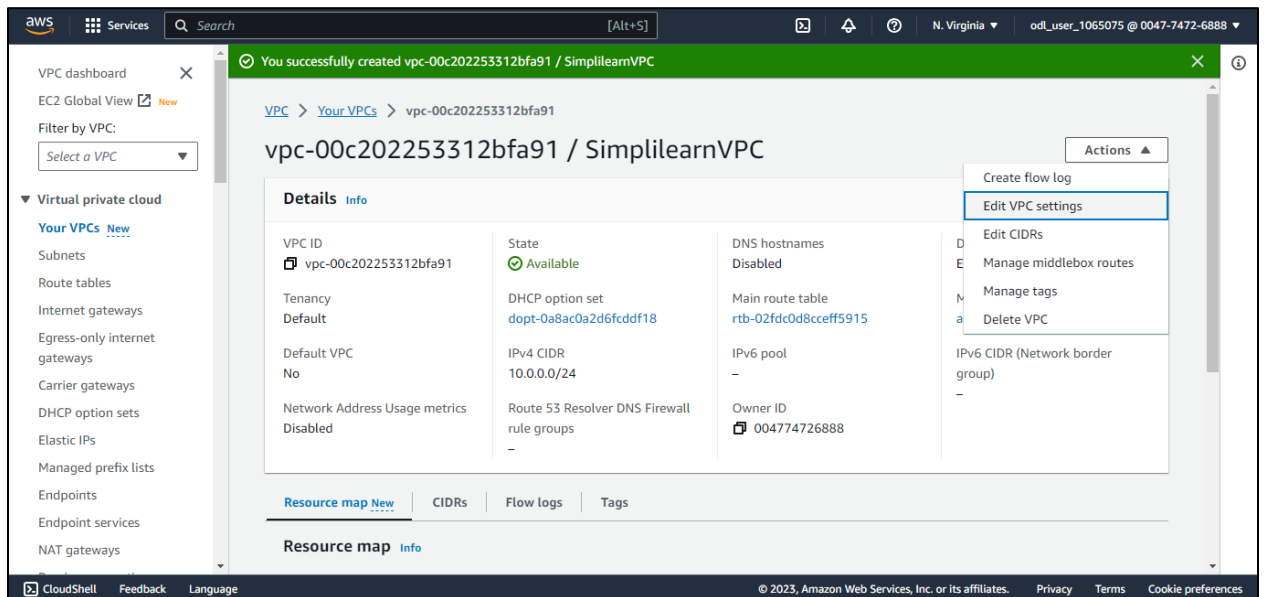 aws
Services
Search
[Alt+S]
N. Virginia
odl_user_1065075 @ 0047-7472-6888
VPC dashboard
EC2 Global View New
Filter by VPC:
Select a VPC
Virtual private cloud
Your VPCs New
Subnets
Route tables
Internet gateways
Egress-only internet
gateways
Carrier gateways
DHCP option sets
Elastic IPs
Managed prefix lists
Endpoints
Endpoint services
NAT gateways
You successfully created vpc-00c202253312bfa91 / SimplilearnVPC
VPC > Your VPCs > vpc-00c202253312bfa91
vpc-00c202253312bfa91 / SimplilearnVPC
Actions
Create flow log
Edit VPC settings
Edit CIDRs
Manage middlebox routes
Manage tags
Delete VPC
Details Info
VPC ID
vpc-00c202253312bfa91
State
Available
DNS hostnames
Disabled
Tenancy
Default
DHCP option set
dopt-0a8ac0a2d6fcddf18
Main route table
rtb-02fdc0d8cceff5915
Default VPC
No
IPv4 CIDR
10.0.0.0/24
IPv6 pool
–
IPv6 CIDR (Network border
group)
–
Network Address Usage metrics
Disabled
Route 53 Resolver DNS Firewall
rule groups
–
Owner ID
004774726888
Resource map New
CIDRs
Flow logs
Tags
Resource map Info
CloudShell
Feedback
Language
© 2023, Amazon Web Services, Inc. or its affiliates.
Privacy
Terms
Cookie preferences